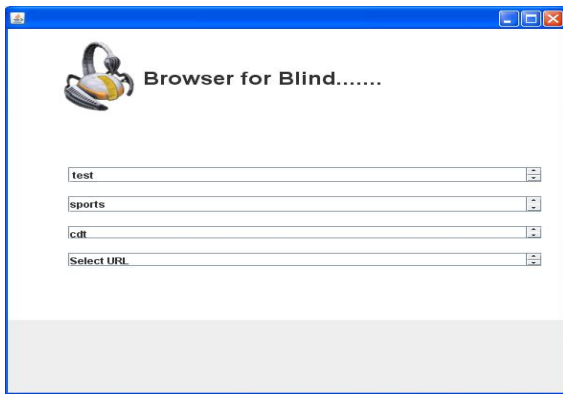 Browser for Blind.......
test
sports
cdt
Select URL